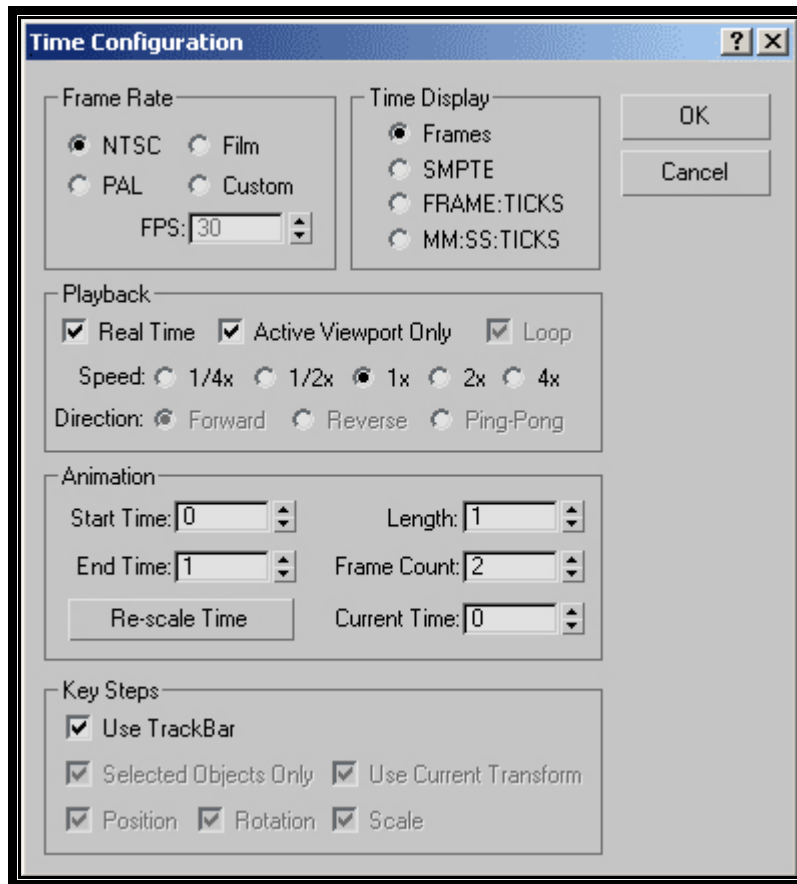 Time Configuration
Frame Rate
NTSC Film
PAL Custom
FPS: 30
Time Display
Frames
SMPTE
FRAME:TICKS
MM:SS:TICKS
OK
Cancel
Playback
Real Time Active Viewport Only Loop
Speed: 1/4x 1/2x 1x 2x 4x
Direction: Forward Reverse Ping-Pong
Animation
Start Time: 0 Length: 1
End Time: 1 Frame Count: 2
Re-scale Time Current Time: 0
Key Steps
Use TrackBar
Selected Objects Only Use Current Transform
Position Rotation Scale